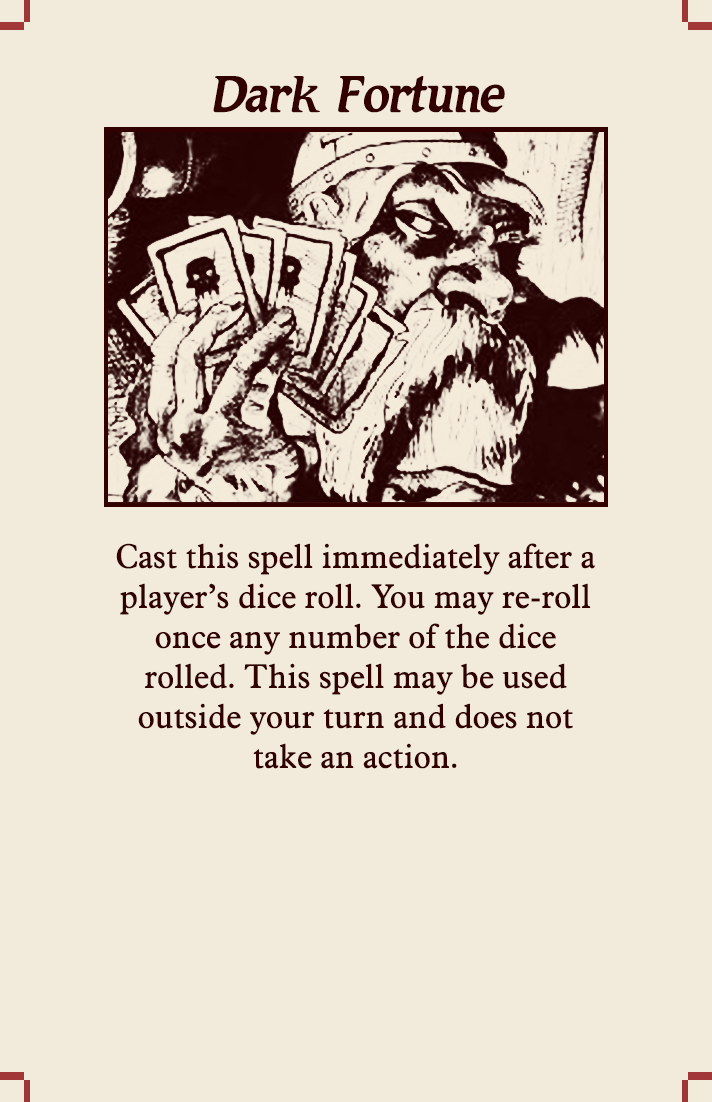 Dark Fortune
Cast this spell immediately after a
player’s dice roll. You may re-roll
once any number of the dice
rolled. This spell may be used
outside your turn and does not
take an action.